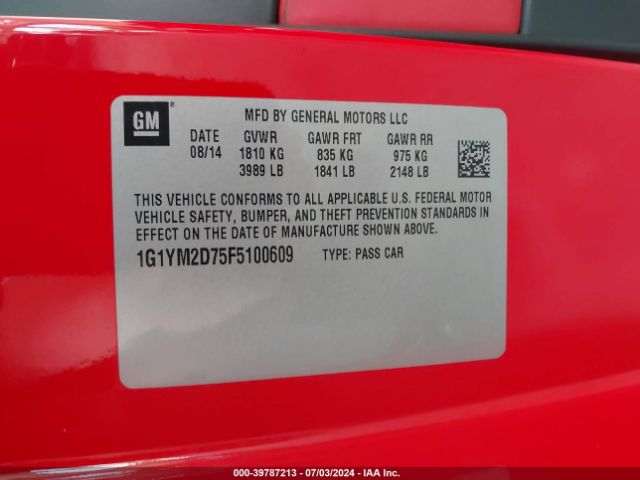 GM ®
MFD BY GENERAL MOTORS LLC
DATE GVWR GAWR FRT GAWR RR
08/14 1810 KG 835 KG 975 KG
3989 LB 1841 LB 2148 LB
THIS VEHICLE CONFORMS TO ALL APPLICABLE U.S. FEDERAL MOTOR
VEHICLE SAFETY, BUMPER, AND THEFT PREVENTION STANDARDS IN
EFFECT ON THE DATE OF MANUFACTURE SHOWN ABOVE.
1G1YM2D75F5100609 TYPE: PASS CAR
000-39787213 - 07/03/2024 - IAA Inc.